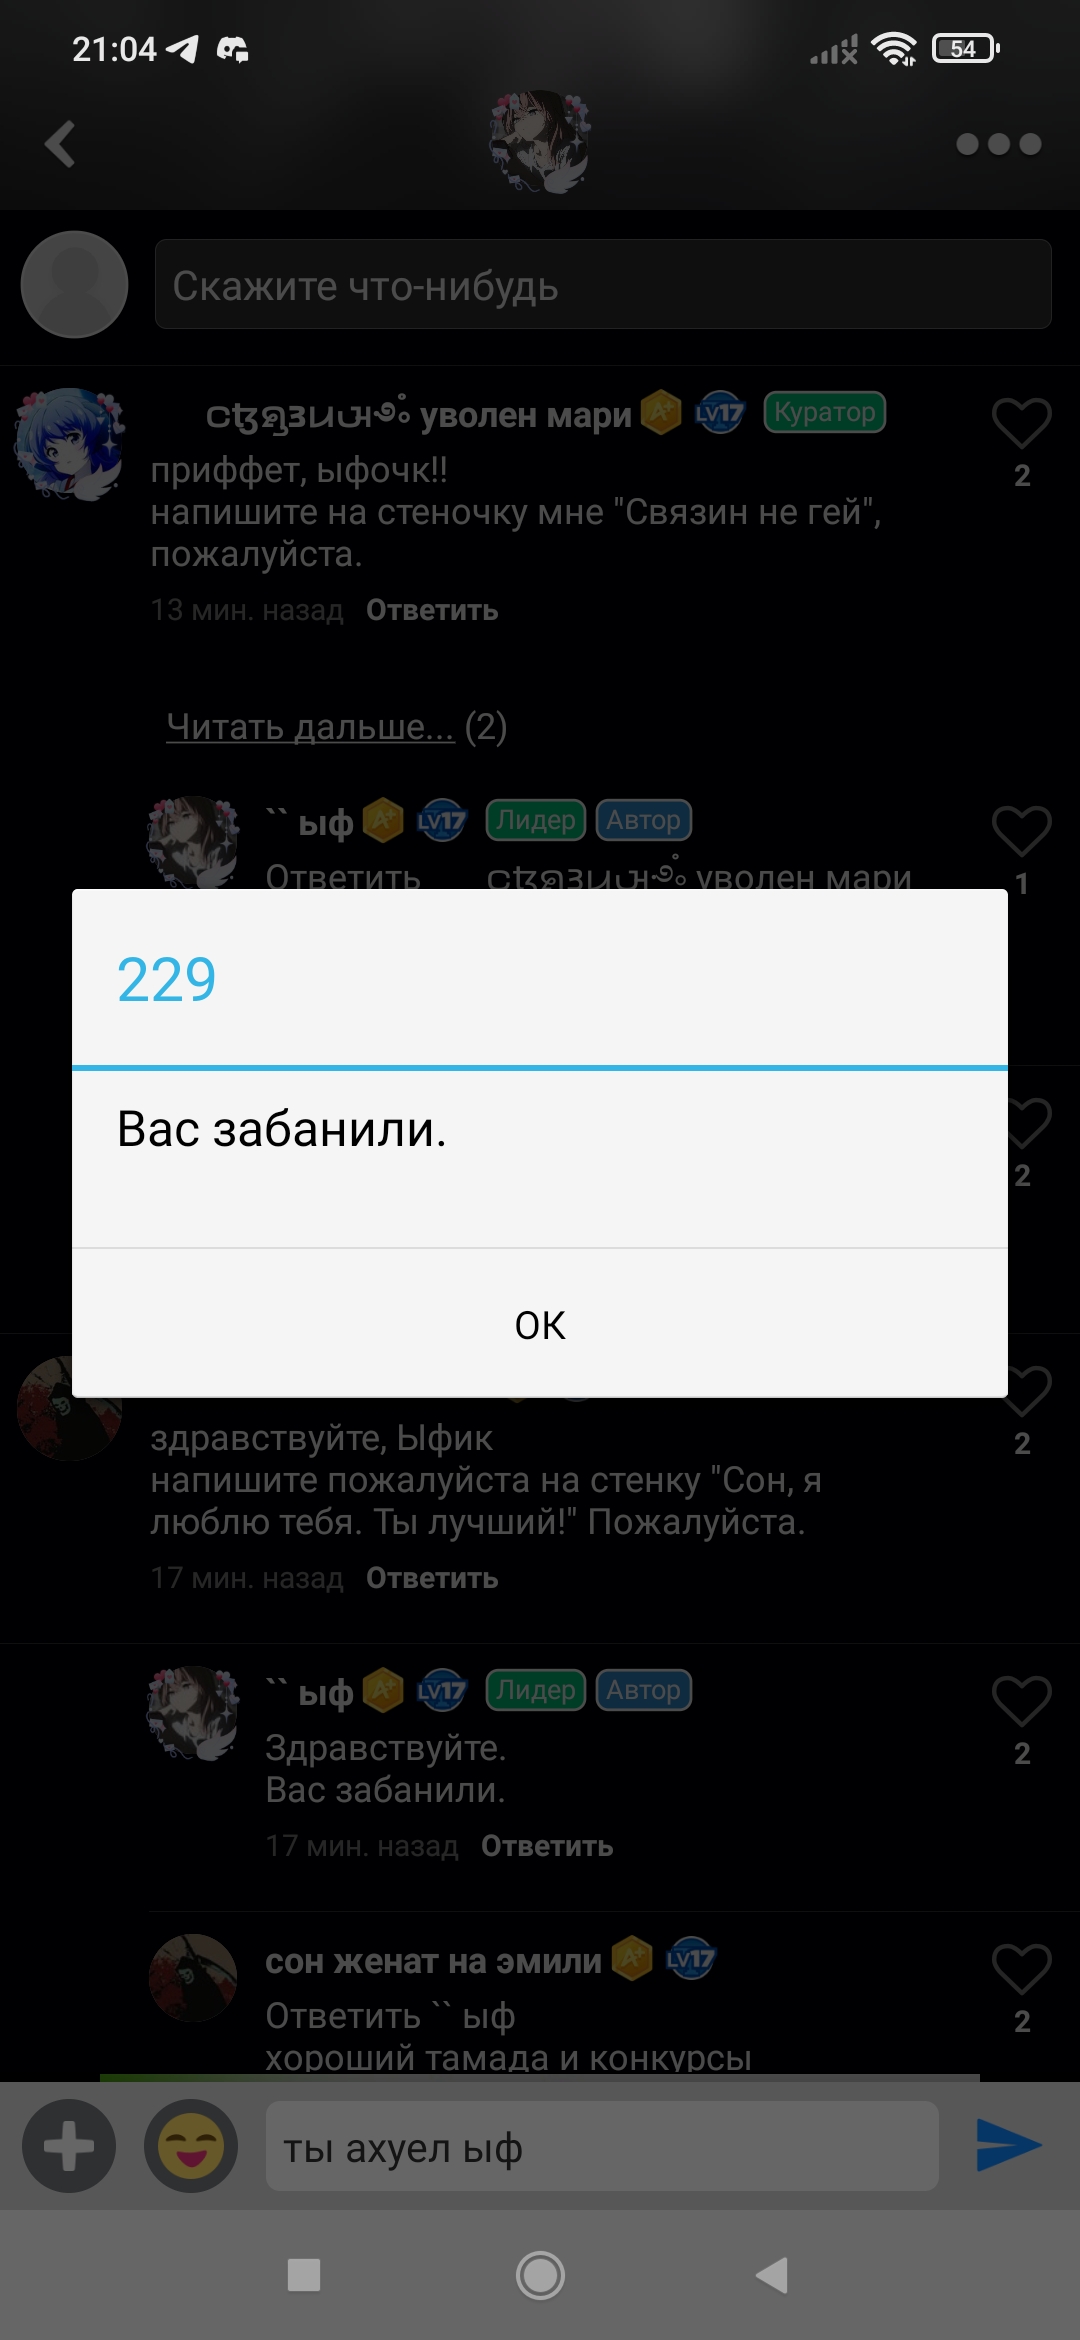 21:04
54
Скажите что-нибудь
уволен мари A+ LV17 Куратор
приффет, ыфочк!!
2
напишите на стеночку мне "Связин не гей",
пожалуйста.
13 мин. назад Ответить
Читать дальше... (2)
`` ыф A+ LV17 Лидер Автор
Ответить уволен мари
1
229
Вас забанили.
2
OK
2
здравствуйте, Ыфик
напишите пожалуйста на стенку "Сон, я
люблю тебя. Ты лучший!" Пожалуйста.
17 мин. назад Ответить
`` ыф A+ LV17 Лидер Автор
Здравствуйте.
2
Вас забанили.
17 мин. назад Ответить
сон женат на эмили A+ LV17
Ответить `` ыф
2
хороший тамада и конкурсы
ты ахуел ыф